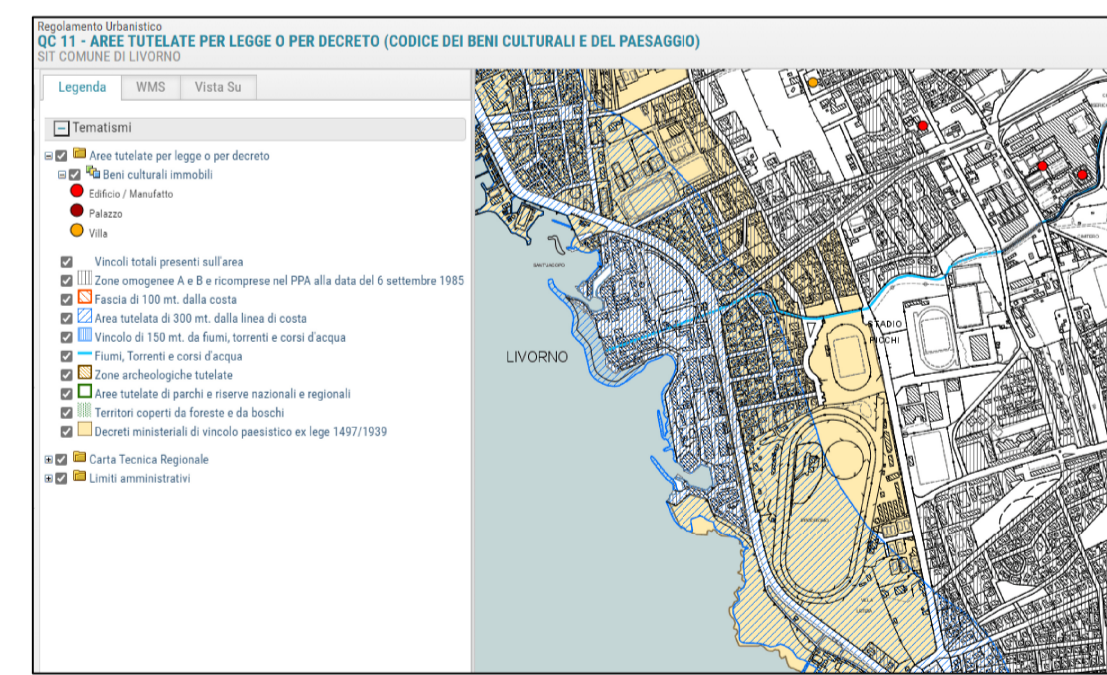 Regolamento Urbanistico
QC 11 - AREE TUTELATE PER LEGGE O PER DECRETO (CODICE DEI BENI CULTURALI E DEL PAESAGGIO)
SIT COMUNE DI LIVORNO
Legenda WMS Vista Su
Tematismi
Aree tutelate per legge o per decreto
Beni culturali immobili
Edificio / Manufatto
Palazzo
Villa
Vincoli totali presenti sull'area
Zone omogenee A e B e ricomprese nel PPA alla data del 6 settembre 1985
Fascia di 100 mt. dalla costa
Area tutelata di 300 mt. dalla linea di costa
Vincolo di 150 mt. da fiumi, torrenti e corsi d'acqua
Fiumi, Torrenti e corsi d'acqua
Zone archeologiche tutelate
Aree tutelate di parchi e riserve nazionali e regionali
Territori coperti da foreste e da boschi
Decreti ministeriali di vincolo paesistico ex lege 1497/1939
Carta Tecnica Regionale
Limiti amministrativi
LIVORNO
STADIO
PICCHI